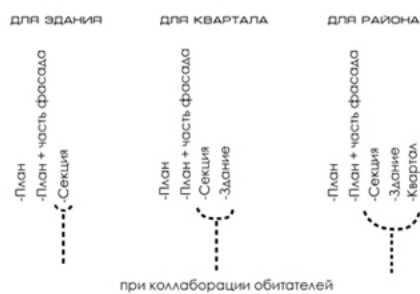 ДЛЯ ЗДАНИЯ
-План
-План + часть фасада
-Секция
ДЛЯ КВАРТАЛА
-План
-План + часть фасада
-Секция
-Здание
ДЛЯ РАЙОНА
-План
-План + часть фасада
-Секция
-Здание
-Квартал
при коллаборации обитателей